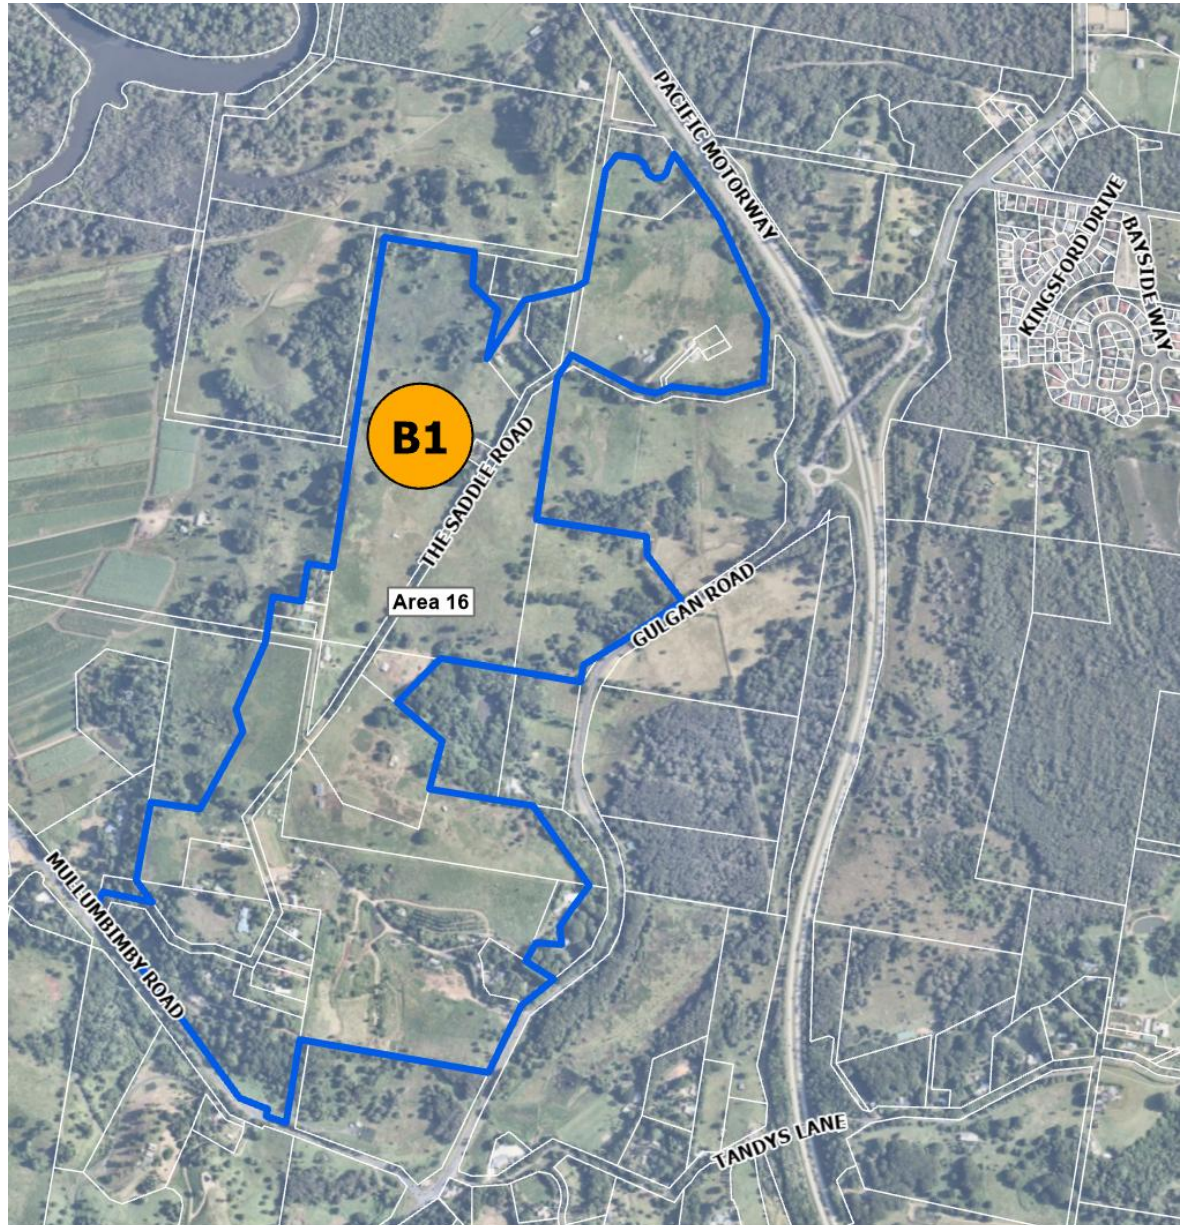 PACIFIC MOTORWAY
KINGSFORD DRIVE
BAYSIDE WAY
B1
THE SADDLE ROAD
Area 16
GULGAN ROAD
MULLUMBIMBY ROAD
TANDYS LANE